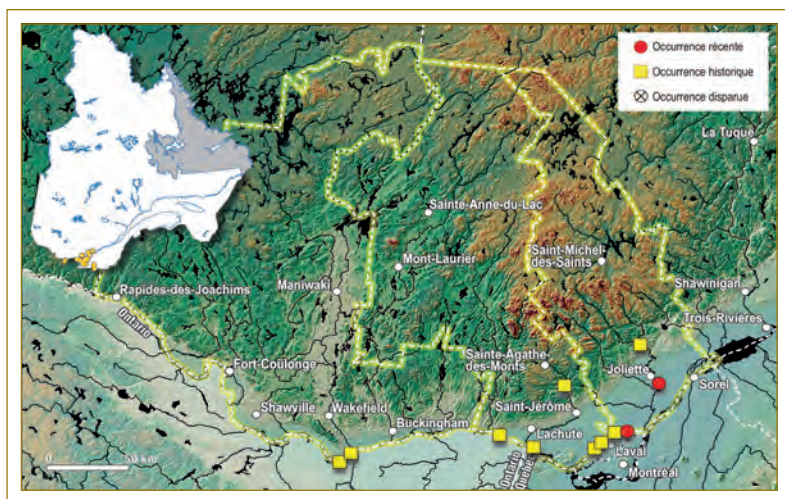 Occurrence récente
Occurrence historique
Occurrence disparue
La Tuque
Sainte-Anne-du-Lac
Saint-Michel-
des-Saints
Mont-Laurier
Maniwaki
Shawinigan
Rapides-des-Joachims
Trois-Rivières
Ontario
Fort-Coulonge
Sainte-Agathe-
des-Monts
Joliette
Sorel
Shawville
Wakefield
Saint-Jérôme
Buckingham
Lachute
Laval
Montréal
Ontario
Québec
0 50 km